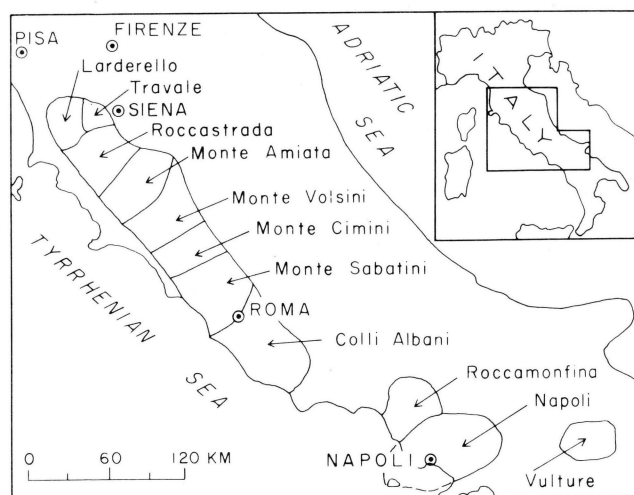 PISA
FIRENZE
Larderello
Travale
SIENA
Roccastrada
Monte Amiata
Monte Volsini
Monte Cimini
Monte Sabatini
ROMA
Colli Albani
Roccamonfina
Napoli
NAPOLI
Vulture
ADRIATIC
SEA
TYRRHENIAN
SEA
ITALY
0 60 120 KM